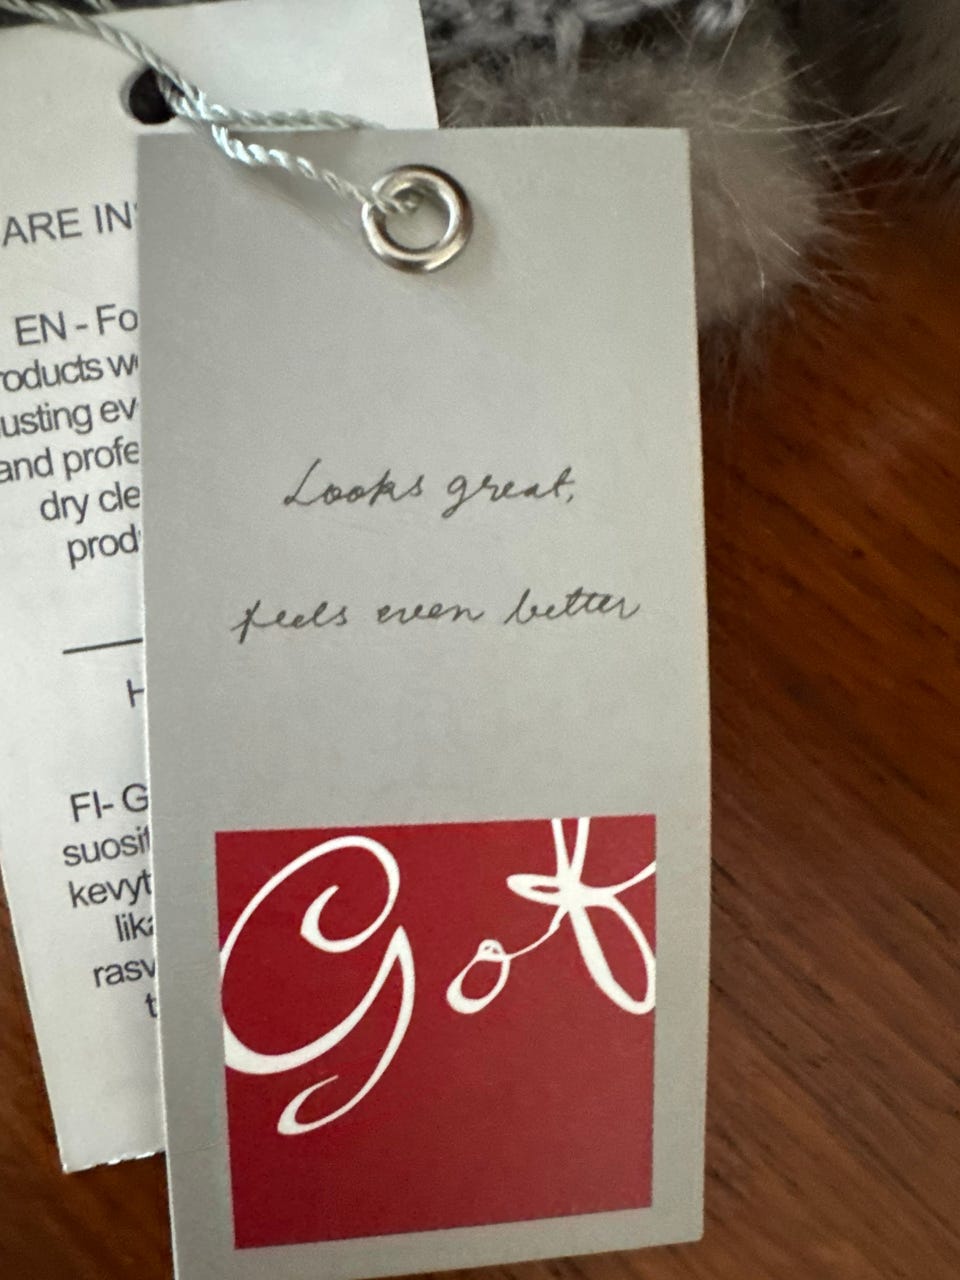 ARE IN
EN - Fo
roducts w
usting ev
and profe
dry cle
prod
H
FI- G
suosit
kevyt
lika
rasv
t
Looks great,
feels even better
Gof